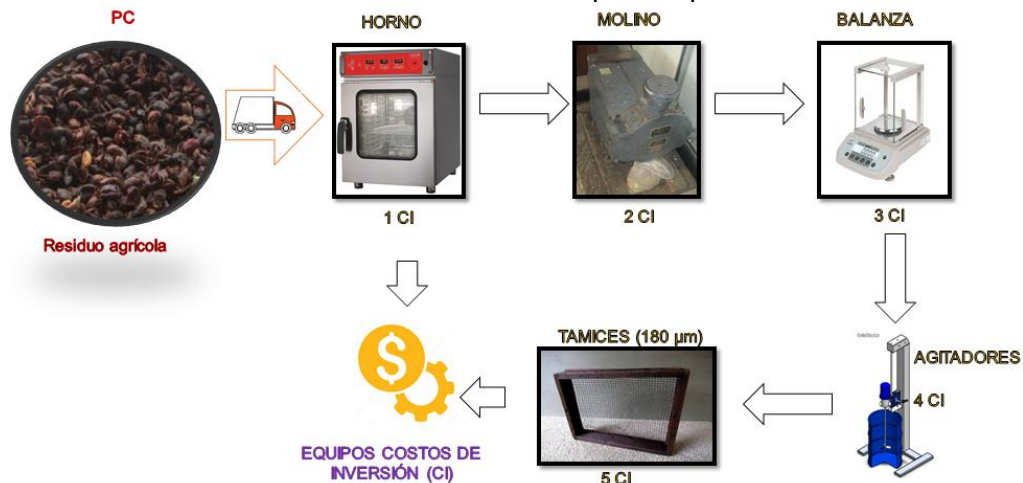 PC
HORNO
MOLINO
BALANZA
Residuo agrícola
1 CI
2 CI
3 CI
TAMICES (180 µm)
AGITADORES
4 CI
EQUIPOS COSTOS DE
INVERSIÓN (CI)
5 CI